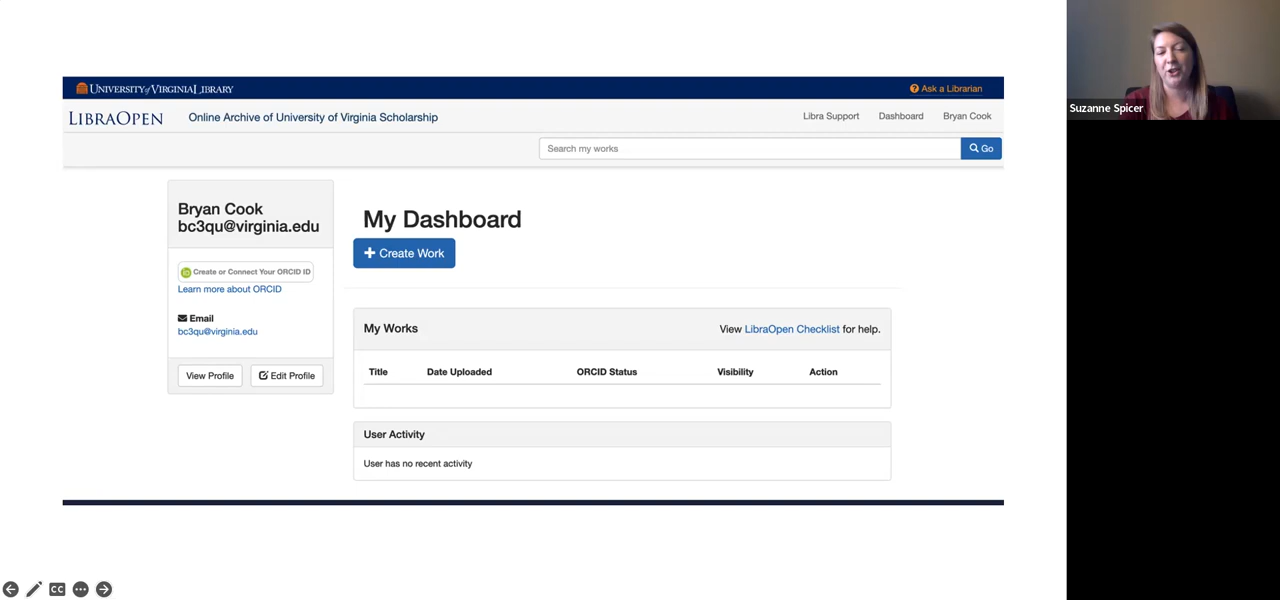 UNIVERSITY of VIRGINIA LIBRARY
Ask a Librarian
LIBRAOPEN
Online Archive of University of Virginia Scholarship
Libra Support
Dashboard
Bryan Cook
Search my works
Go
Bryan Cook
bc3qu@virginia.edu
iD Create or Connect Your ORCID iD
Learn more about ORCID
Email
bc3qu@virginia.edu
View Profile
Edit Profile
My Dashboard
+ Create Work
My Works
View LibraOpen Checklist for help.
Title Date Uploaded ORCID Status Visibility Action
User Activity
User has no recent activity
Suzanne Spicer
CC